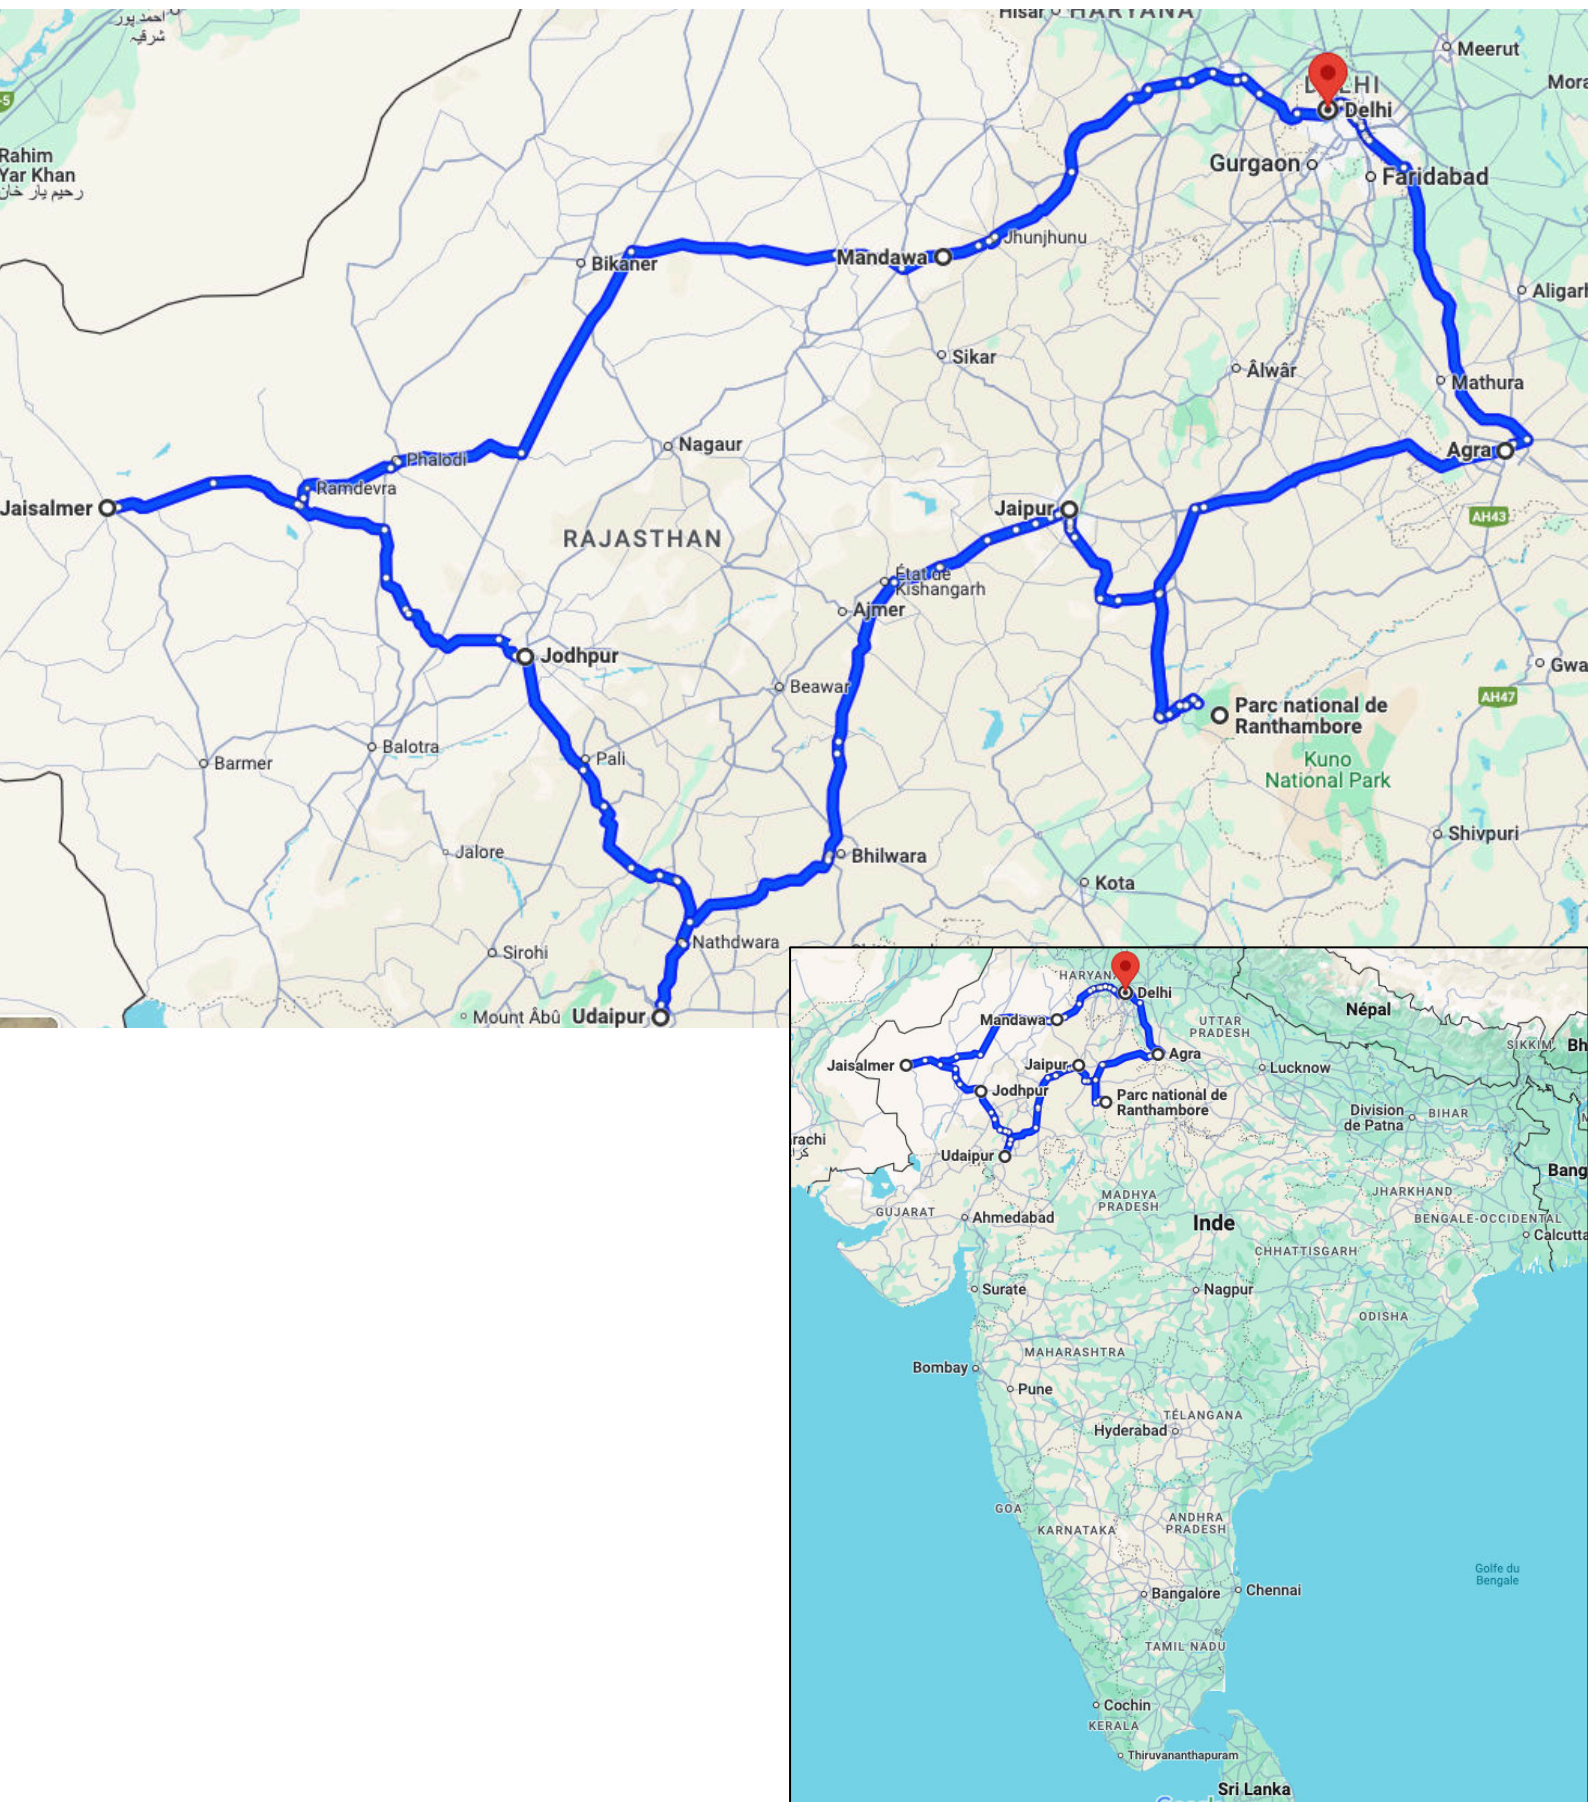 احمد پور
شرقیہ
Hisar
HARYANA
Meerut
DELHI
Mora
-5
Delhi
Rahim
Yar Khan
رحیم یار خان
Gurgaon
Faridabad
Jhunjhunu
Mandawa
Bikaner
Aligarh
Sikar
Âlwâr
Mathura
Nagaur
Agra
Phalodi
Ramdevra
Jaisalmer
Jaipur
AH43
RAJASTHAN
État de
Kishangarh
Ajmer
Jodhpur
Gwa
Beawar
AH47
Parc national de
Ranthambore
Balotra
Pali
Barmer
Kuno
National Park
Shivpuri
Jalore
Bhilwara
Kota
Nathdwara
Sirohi
Mount Âbû
Udaipur
HARYANA
Delhi
Népal
Mandawa
UTTAR
PRADESH
SIKKIM
Bh
Jaisalmer
Jaipur
Agra
Lucknow
Jodhpur
Parc national de
Ranthambore
Division
de Patna
BIHAR
arachi
Udaipur
Bang
MADHYA
PRADESH
JHARKHAND
GUJARAT
Ahmedabad
Inde
BENGALE-OCCIDENTAL
Calcutta
CHHATTISGARH
Surate
Nagpur
ODISHA
MAHARASHTRA
Bombay
Pune
TÉLANGANA
Hyderabad
GOA
KARNATAKA
ANDHRA
PRADESH
Golfe du
Bengale
Bangalore
Chennai
TAMIL NADU
Cochin
KERALA
Thiruvananthapuram
Sri Lanka